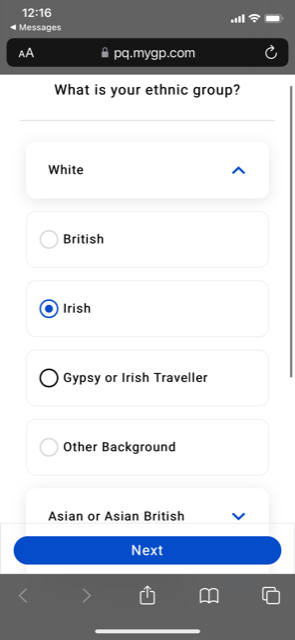 12:16
Messages
AA
pq.mygp.com
What is your ethnic group?
White
British
Irish
Gypsy or Irish Traveller
Other Background
Asian or Asian British
Next